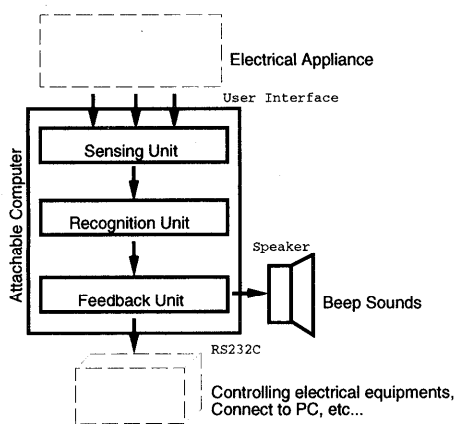 Electrical Appliance
User Interface
Attachable Computer
Sensing Unit
Recognition Unit
Speaker
Feedback Unit
Beep Sounds
RS232C
Controlling electrical equipments,
Connect to PC, etc...